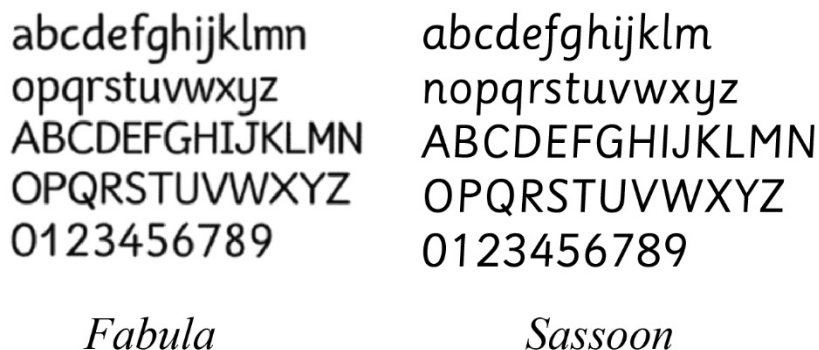 abcdefghijklmn
opqrstuvwxyz
ABCDEFGHIJKLMN
OPQRSTUVWXYZ
0123456789
Fabula
abcdefghijklm
nopqrstuvwxyz
ABCDEFGHIJKLMN
OPQRSTUVWXYZ
0123456789
Sassoon